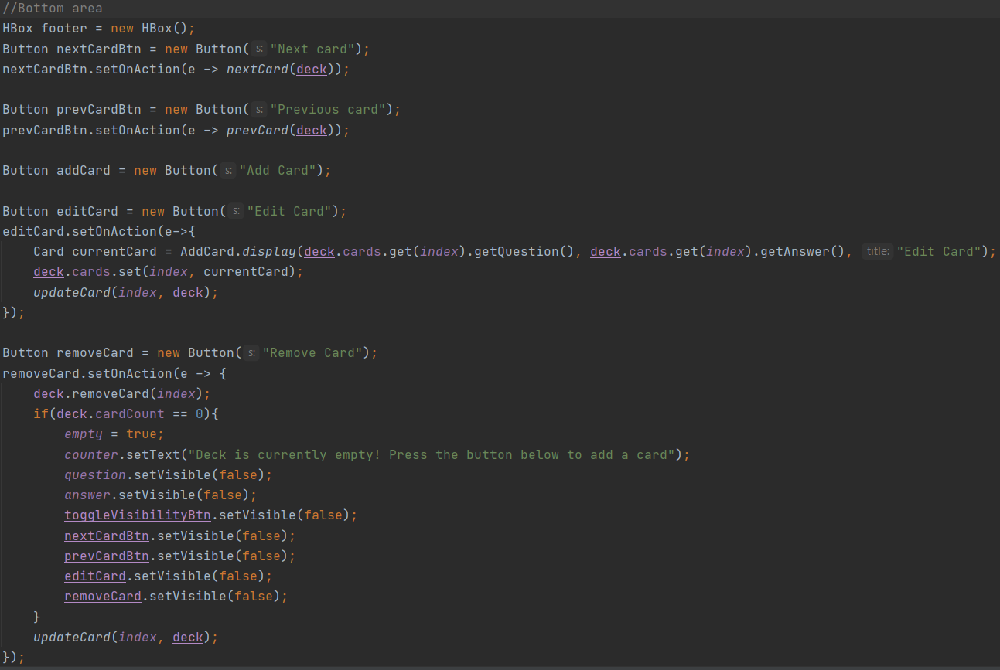 //Bottom area
HBox footer = new HBox();
Button nextCardBtn = new Button( s: "Next card");
nextCardBtn.setOnAction(e -> nextCard(deck));

Button prevCardBtn = new Button( s: "Previous card");
prevCardBtn.setOnAction(e -> prevCard(deck));

Button addCard = new Button( s: "Add Card");

Button editCard = new Button( s: "Edit Card");
editCard.setOnAction(e->{
    Card currentCard = AddCard.display(deck.cards.get(index).getQuestion(), deck.cards.get(index).getAnswer(), title: "Edit Card");
    deck.cards.set(index, currentCard);
    updateCard(index, deck);
});

Button removeCard = new Button( s: "Remove Card");
removeCard.setOnAction(e -> {
    deck.removeCard(index);
    if(deck.cardCount == 0){
        empty = true;
        counter.setText("Deck is currently empty! Press the button below to add a card");
        question.setVisible(false);
        answer.setVisible(false);
        toggleVisibilityBtn.setVisible(false);
        nextCardBtn.setVisible(false);
        prevCardBtn.setVisible(false);
        editCard.setVisible(false);
        removeCard.setVisible(false);
    }
    updateCard(index, deck);
});